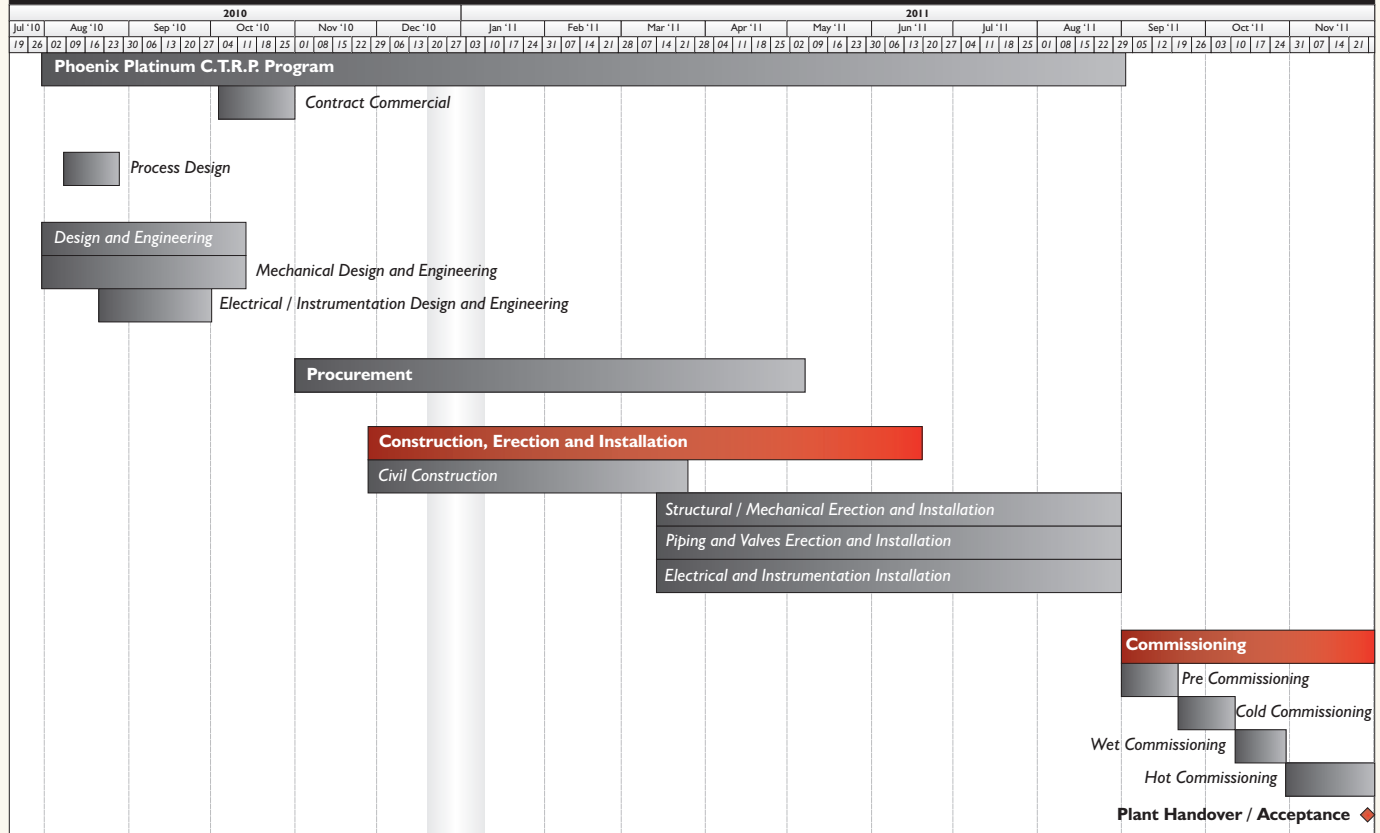 2010 2011
Jul ‘10 Aug ‘10 Sep ‘10 Oct ‘10 Nov ‘10 Dec ‘10 Jan ‘11 Feb ‘11 Mar ‘11 Apr ‘11 May ‘11 Jun ‘11 Jul ‘11 Aug ‘11 Sep ‘11 Oct ‘11 Nov ‘11
19 26 02 09 16 23 30 06 13 20 27 04 11 18 25 01 08 15 22 29 06 13 20 27 03 10 17 24 31 07 14 21 28 07 14 21 28 04 11 18 25 02 09 16 23 30 06 13 20 27 04 11 18 25 01 08 15 22 29 05 12 19 26 03 10 17 24 31 07 14 21
Phoenix Platinum C.T.R.P. Program
Contract Commercial
Process Design
Design and Engineering
Mechanical Design and Engineering
Electrical / Instrumentation Design and Engineering
Procurement
Construction, Erection and Installation
Civil Construction
Structural / Mechanical Erection and Installation
Piping and Valves Erection and Installation
Electrical and Instrumentation Installation
Commissioning
Pre Commissioning
Cold Commissioning
Wet Commissioning
Hot Commissioning
Plant Handover / Acceptance